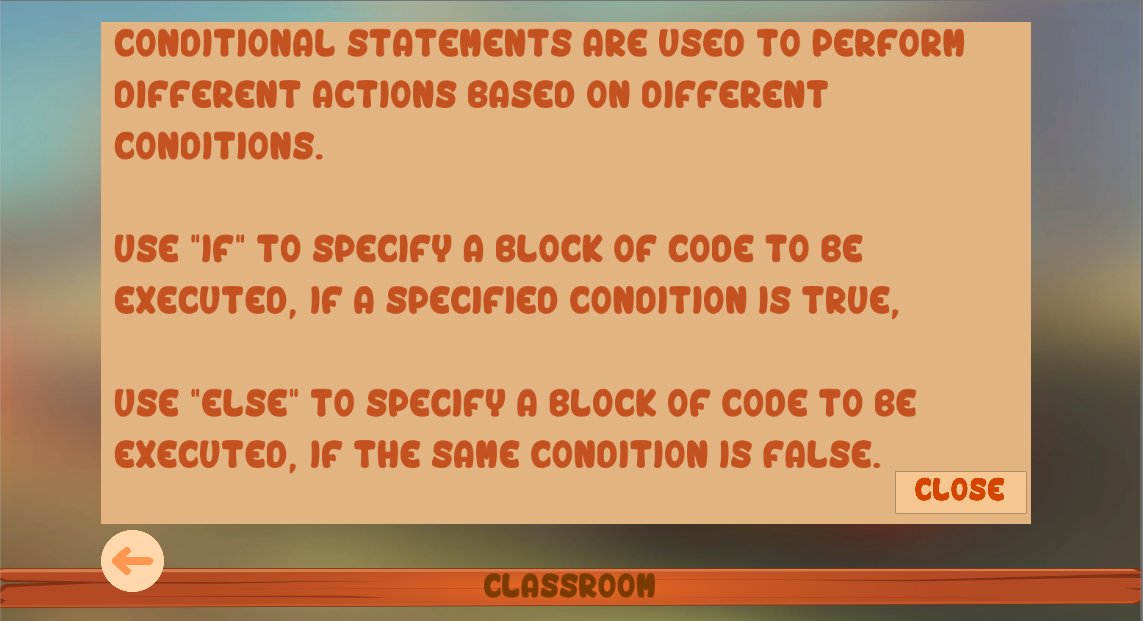 CONDITIONAL STATEMENTS ARE USED TO PERFORM
DIFFERENT ACTIONS BASED ON DIFFERENT
CONDITIONS.
USE "IF" TO SPECIFY A BLOCK OF CODE TO BE
EXECUTED, IF A SPECIFIED CONDITION IS TRUE,
USE "ELSE" TO SPECIFY A BLOCK OF CODE TO BE
EXECUTED, IF THE SAME CONDITION IS FALSE.
CLOSE
CLASSROOM